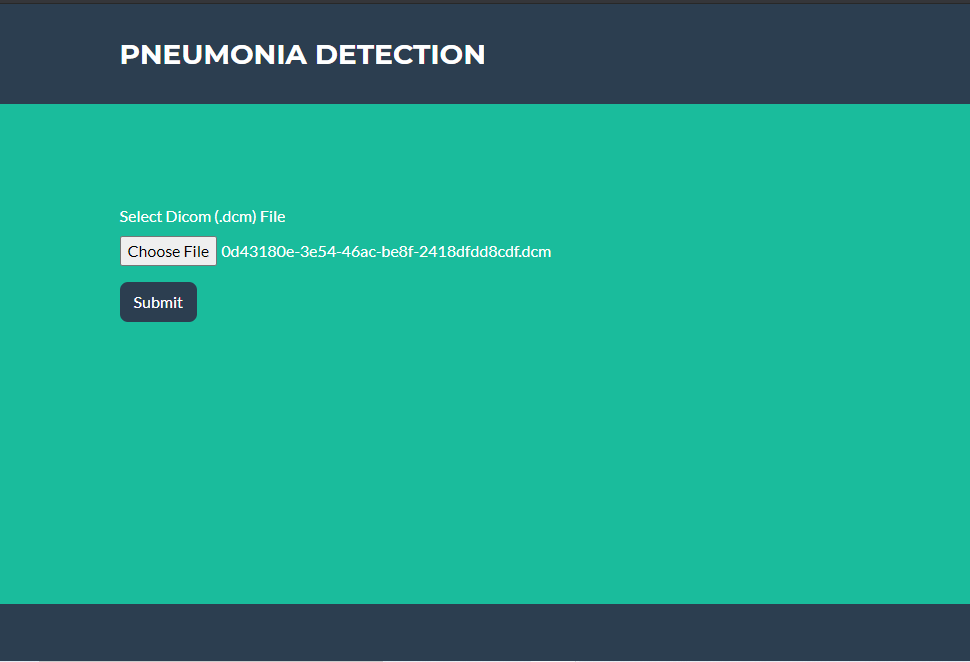 PNEUMONIA DETECTION
Select Dicom (.dcm) File
Choose File 0d43180e-3e54-46ac-be8f-2418dfdd8cdf.dcm
Submit